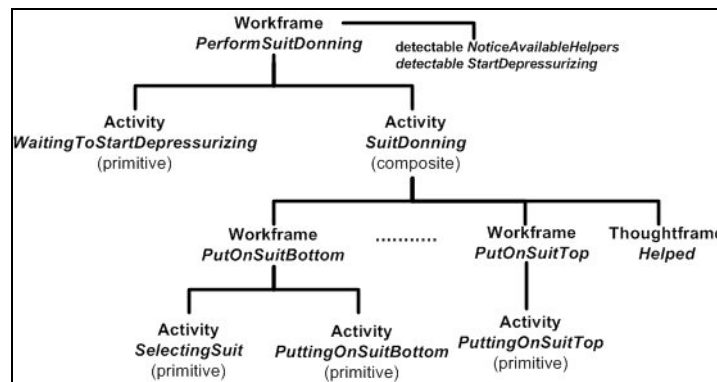 Workframe
PerformSuitDonning
detectable NoticeAvailableHelpers
detectable StartDepressurizing
Activity
WaitingToStartDepressurizing
(primitive)
Activity
SuitDonning
(composite)
Workframe
PutOnSuitBottom
...........
Workframe
PutOnSuitTop
Thoughtframe
Helped
Activity
SelectingSuit
(primitive)
Activity
PuttingOnSuitBottom
(primitive)
Activity
PuttingOnSuitTop
(primitive)